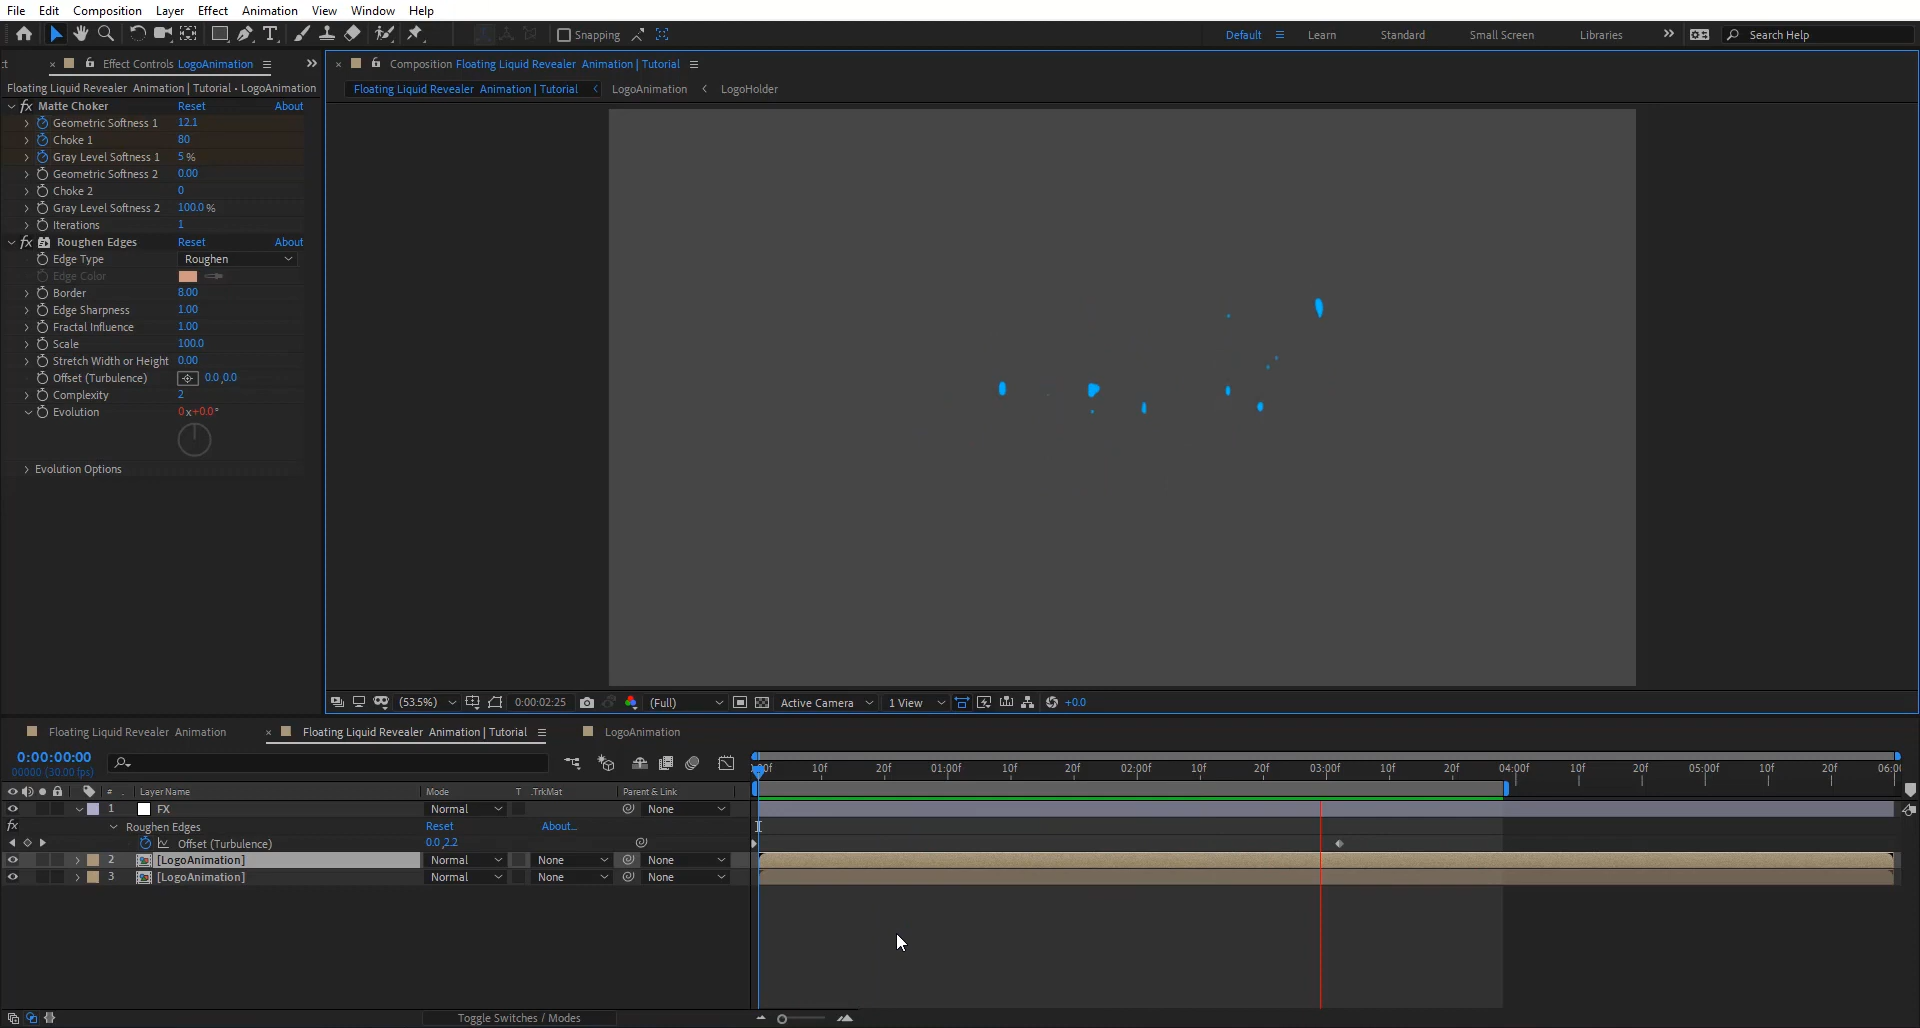 File Edit Composition Layer Effect Animation View Window Help
Snapping Default Learn Standard Small Screen Libraries Search Help
Effect Controls LogoAnimation
Composition Floating Liquid Revealer Animation | Tutorial
Floating Liquid Revealer Animation | Tutorial • LogoAnimation
Floating Liquid Revealer Animation | Tutorial LogoAnimation LogoHolder
fx Matte Choker Reset About
Geometric Softness 1 12.1
Choke 1 80
Gray Level Softness 1 5 %
Geometric Softness 2 0.00
Choke 2 0
Gray Level Softness 2 100.0 %
Iterations 1
fx Roughen Edges Reset About
Edge Type Roughen
Edge Color
Border 8.00
Edge Sharpness 1.00
Fractal Influence 1.00
Scale 100.0
Stretch Width or Height 0.00
Offset (Turbulence) 0.0,0.0
Complexity 2
Evolution 0x+0.0°
Evolution Options
(53.5%) 0:00:02:25 (Full) Active Camera 1 View +0.0
Floating Liquid Revealer Animation Floating Liquid Revealer Animation | Tutorial LogoAnimation
0:00:00:00
00000 (30.00 fps)
10f 20f 01:00f 10f 20f 02:00f 10f 20f 03:00f 10f 20f 04:00f 10f 20f 05:00f 10f 20f 06:0
# Layer Name Mode T .TrkMat Parent & Link
1 FX Normal None
fx Roughen Edges Reset About...
Offset (Turbulence) 0.0,2.2
2 [LogoAnimation] Normal None None
3 [LogoAnimation] Normal None None
Toggle Switches / Modes